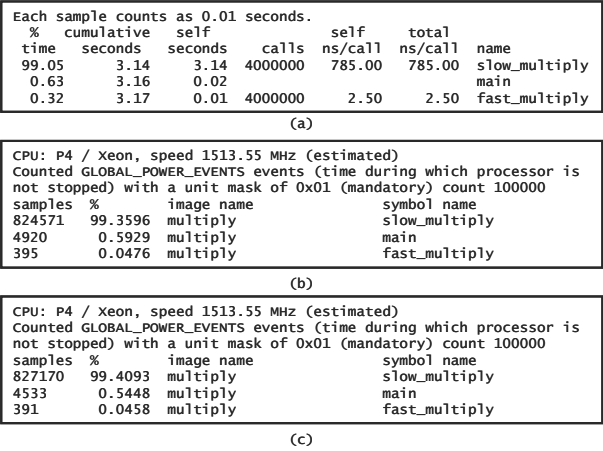 Each sample counts as 0.01 seconds.
% cumulative self self total
time seconds seconds calls ns/call ns/call name
99.05 3.14 3.14 4000000 785.00 785.00 slow_multiply
0.63 3.16 0.02 main
0.32 3.17 0.01 4000000 2.50 2.50 fast_multiply
(a)
CPU: P4 / Xeon, speed 1513.55 MHz (estimated)
Counted GLOBAL_POWER_EVENTS events (time during which processor is
not stopped) with a unit mask of 0x01 (mandatory) count 100000
samples % image name symbol name
824571 99.3596 multiply slow_multiply
4920 0.5929 multiply main
395 0.0476 multiply fast_multiply
(b)
CPU: P4 / Xeon, speed 1513.55 MHz (estimated)
Counted GLOBAL_POWER_EVENTS events (time during which processor is
not stopped) with a unit mask of 0x01 (mandatory) count 100000
samples % image name symbol name
827170 99.4093 multiply slow_multiply
4533 0.5448 multiply main
391 0.0458 multiply fast_multiply
(c)